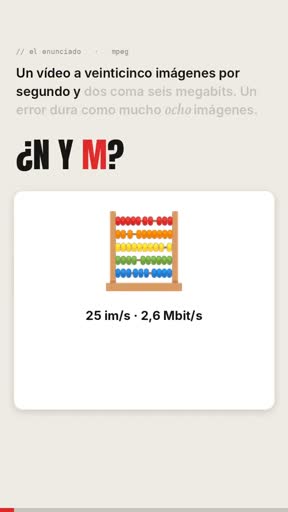 // el enunciado · mpeg
Un vídeo a veinticinco imágenes por
segundo y dos coma seis megabits. Un
error dura como mucho ocho imágenes.
¿N Y M?
25 im/s · 2,6 Mbit/s